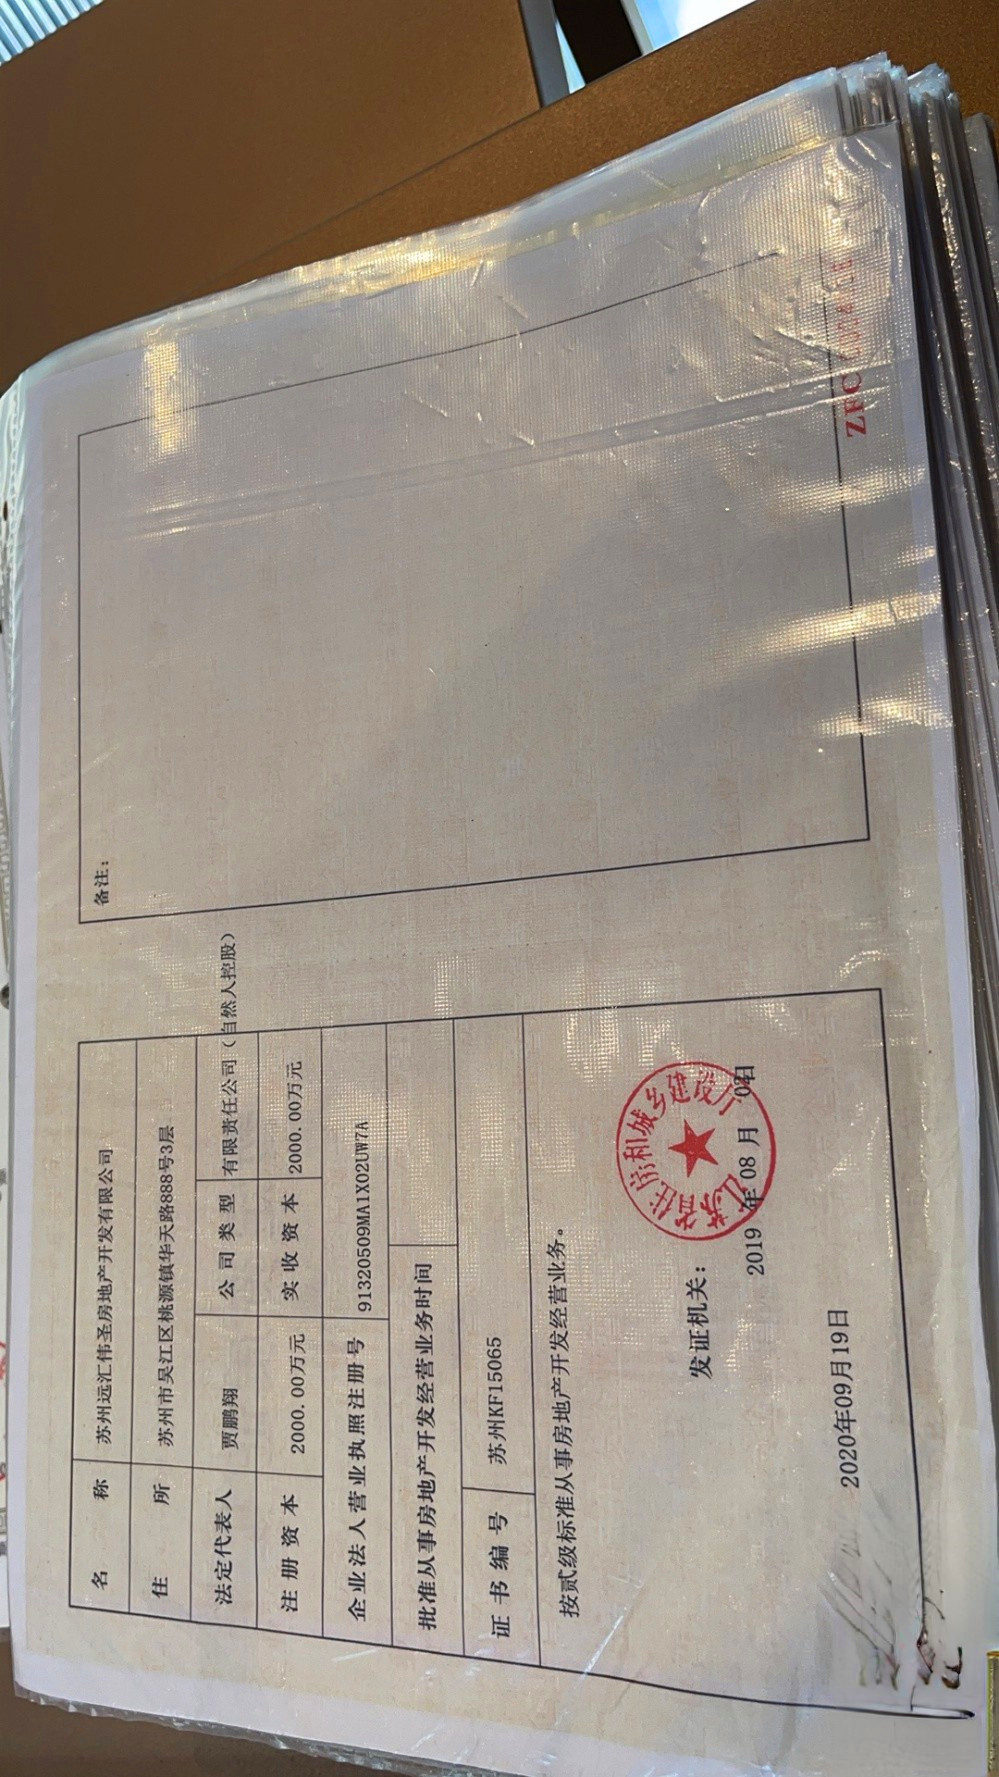 名 称 苏州远汇伟圣房地产开发有限公司
住 所 苏州市吴江区桃源镇华天路888号3层
法定代表人 贾鹏翔 公司类型 有限责任公司(自然人控股)
注册资本 2000.00万元 实收资本 2000.00万元
企业法人营业执照注册号 91320509MA1X02UW7A
批准从事房地产开发经营业务时间
证书编号 苏州KF15065
按贰级标准从事房地产开发经营业务。
发证机关:
江苏省住房和城乡建设厅
2019 年 08 月 02日
2020年09月19日
备注:
ZFC